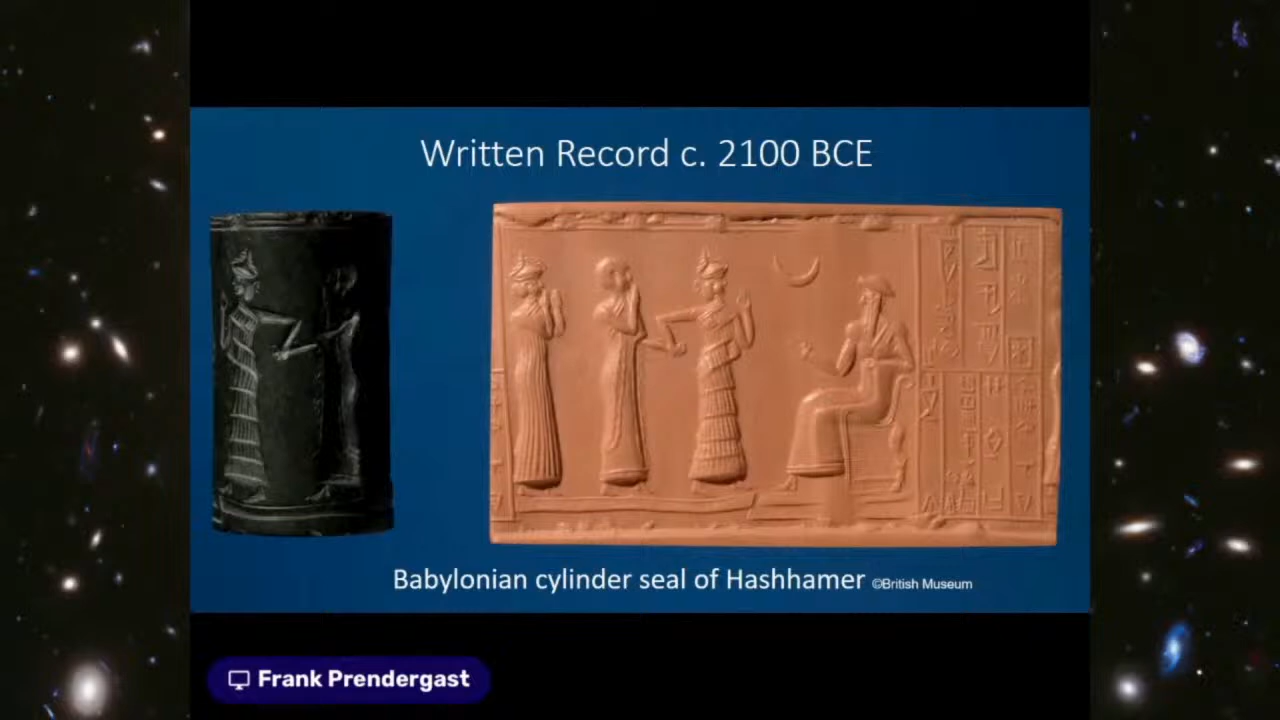 Written Record c. 2100 BCE
Babylonian cylinder seal of Hashhamer ©British Museum
Frank Prendergast